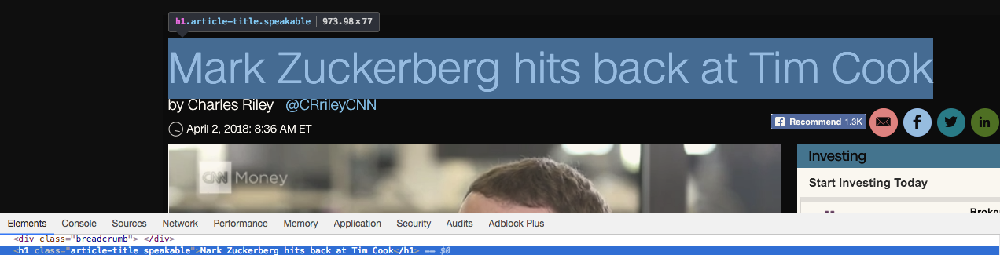 h1.article-title.speakable | 973.98×77
Mark Zuckerberg hits back at Tim Cook
by Charles Riley @CRrileyCNN
April 2, 2018: 8:36 AM ET
Recommend 1.3K
in
CNN Money
Investing
Start Investing Today
Elements Console Sources Network Performance Memory Application Security Audits Adblock Plus
<div class="breadcrumb"> </div>
<h1 class="article-title speakable">Mark Zuckerberg hits back at Tim Cook</h1> == $0